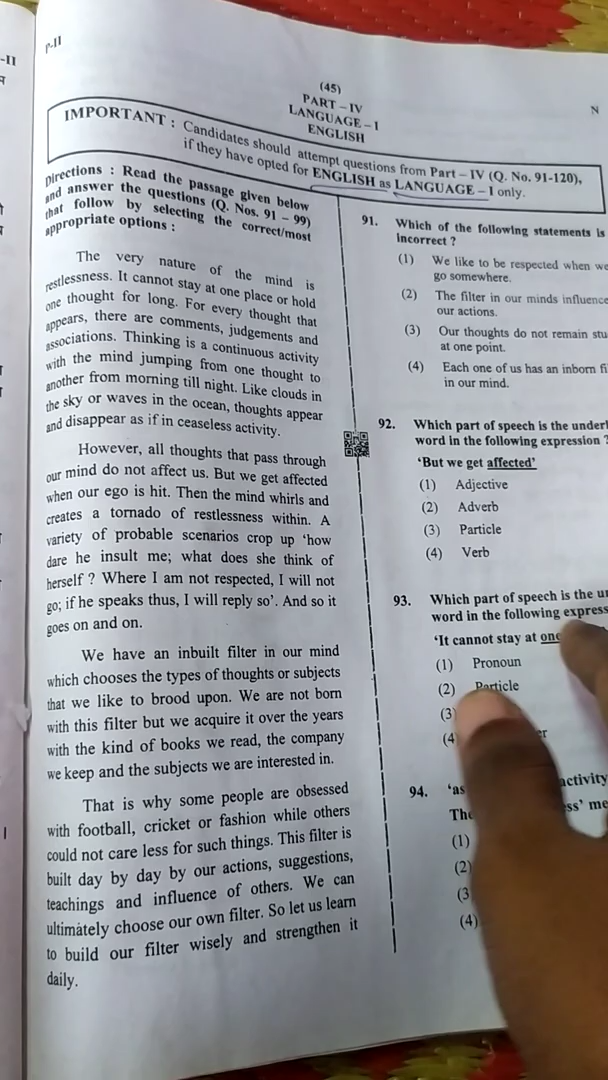 -II
P-II
(45)
PART – IV
LANGUAGE – I
ENGLISH
N
IMPORTANT : Candidates should attempt questions from Part – IV (Q. No. 91-120),
if they have opted for ENGLISH as LANGUAGE – I only.
Directions : Read the passage given below
and answer the questions (Q. Nos. 91 – 99)
that follow by selecting the correct/most
appropriate options :
The very nature of the mind is
restlessness. It cannot stay at one place or hold
one thought for long. For every thought that
appears, there are comments, judgements and
associations. Thinking is a continuous activity
with the mind jumping from one thought to
another from morning till night. Like clouds in
the sky or waves in the ocean, thoughts appear
and disappear as if in ceaseless activity.
However, all thoughts that pass through
our mind do not affect us. But we get affected
when our ego is hit. Then the mind whirls and
creates a tornado of restlessness within. A
variety of probable scenarios crop up ‘how
dare he insult me; what does she think of
herself ? Where I am not respected, I will not
go; if he speaks thus, I will reply so’. And so it
goes on and on.
We have an inbuilt filter in our mind
which chooses the types of thoughts or subjects
that we like to brood upon. We are not born
with this filter but we acquire it over the years
with the kind of books we read, the company
we keep and the subjects we are interested in.
That is why some people are obsessed
with football, cricket or fashion while others
could not care less for such things. This filter is
built day by day by our actions, suggestions,
teachings and influence of others. We can
ultimately choose our own filter. So let us learn
to build our filter wisely and strengthen it
daily.
91. Which of the following statements is
incorrect ?
(1) We like to be respected when we
go somewhere.
(2) The filter in our minds influence
our actions.
(3) Our thoughts do not remain stu
at one point.
(4) Each one of us has an inborn fi
in our mind.
92. Which part of speech is the underl
word in the following expression ?
‘But we get affected’
(1) Adjective
(2) Adverb
(3) Particle
(4) Verb
93. Which part of speech is the u
word in the following express
‘It cannot stay at one
(1) Pronoun
(2) Particle
(3)
(4) er
94. ‘as activity
The ss’ me
(1)
(2)
(3
(4)